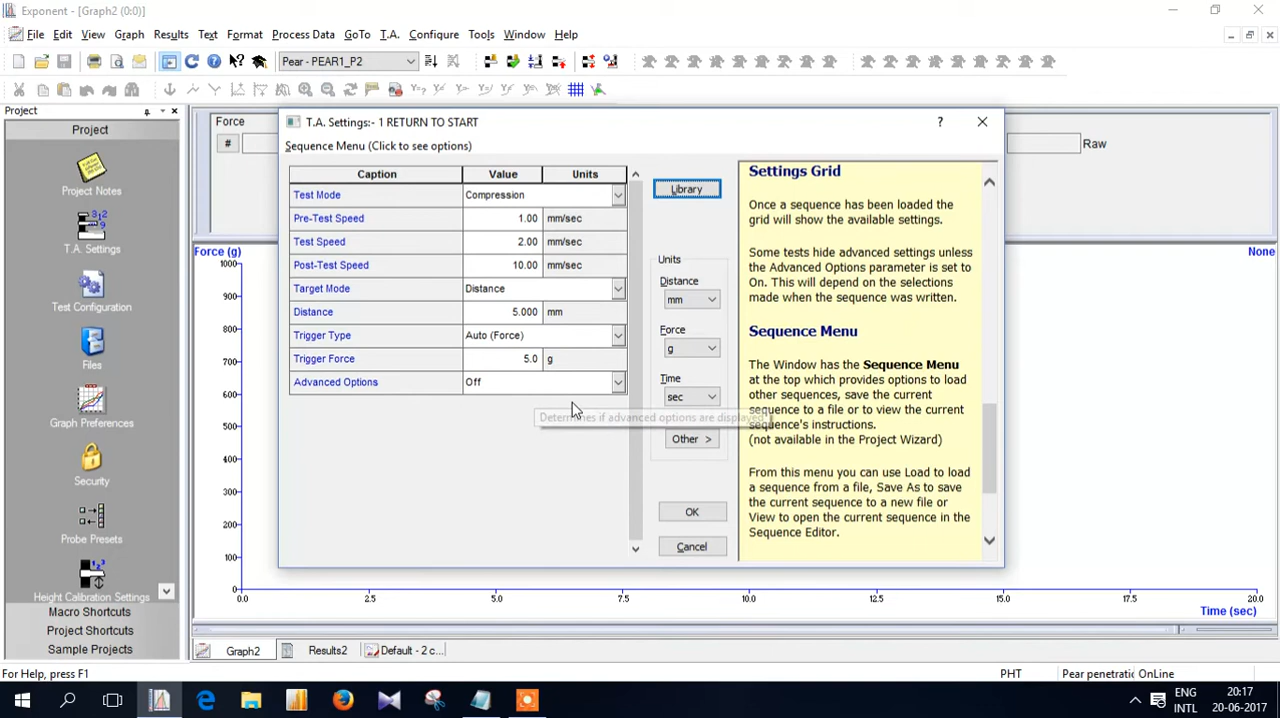 Exponent - [Graph2 (0:0)]
File Edit View Graph Results Text Format Process Data GoTo T.A. Configure Tools Window Help
Pear - PEAR1_P2
Project
Project
Project Notes
T.A. Settings
Test Configuration
Files
Graph Preferences
Security
Probe Presets
Height Calibration Settings
Macro Shortcuts
Project Shortcuts
Sample Projects
Force
#
Raw
Force (g)
None
1000
900
800
700
600
500
400
300
200
100
0
0.0 2.5 5.0 7.5 10.0 12.5 15.0 17.5 20.0
Time (sec)
T.A. Settings:- 1 RETURN TO START
?
Sequence Menu (Click to see options)
Caption Value Units
Test Mode Compression
Pre-Test Speed 1.00 mm/sec
Test Speed 2.00 mm/sec
Post-Test Speed 10.00 mm/sec
Target Mode Distance
Distance 5.000 mm
Trigger Type Auto (Force)
Trigger Force 5.0 g
Advanced Options Off
Determines if advanced options are displayed
Library
Units
Distance
mm
Force
g
Time
sec
Other >
OK
Cancel
Settings Grid
Once a sequence has been loaded the
grid will show the available settings.
Some tests hide advanced settings unless
the Advanced Options parameter is set to
On. This will depend on the selections
made when the sequence was written.
Sequence Menu
The Window has the Sequence Menu
at the top which provides options to load
other sequences, save the current
sequence to a file or to view the current
sequence's instructions.
(not available in the Project Wizard)
From this menu you can use Load to load
a sequence from a file, Save As to save
the current sequence to a new file or
View to open the current sequence in the
Sequence Editor.
Graph2 Results2 Default - 2 c...
For Help, press F1
PHT Pear penetratic OnLine
ENG
INTL
20:17
20-06-2017